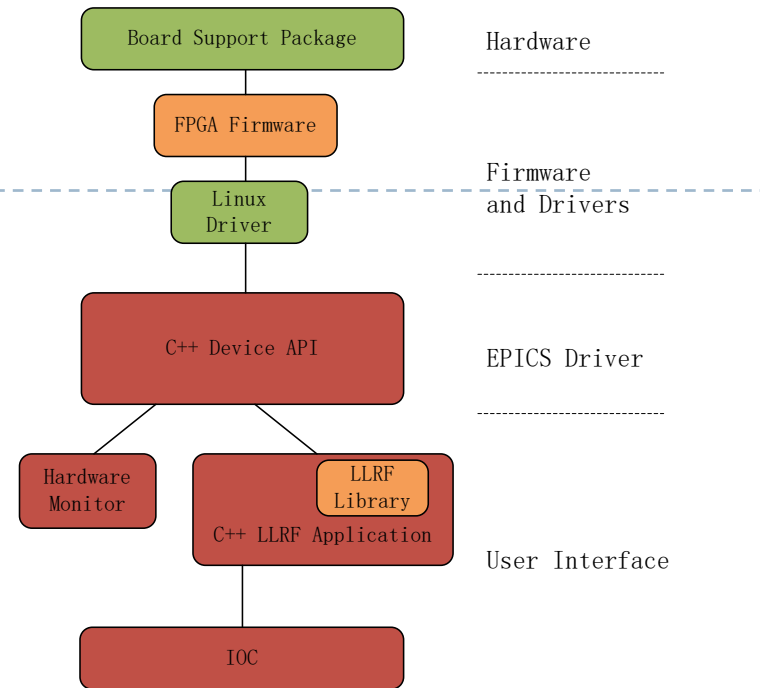 Board Support Package
Hardware
FPGA Firmware
Firmware
and Drivers
Linux
Driver
C++ Device API
EPICS Driver
Hardware
Monitor
LLRF
Library
C++ LLRF Application
User Interface
IOC